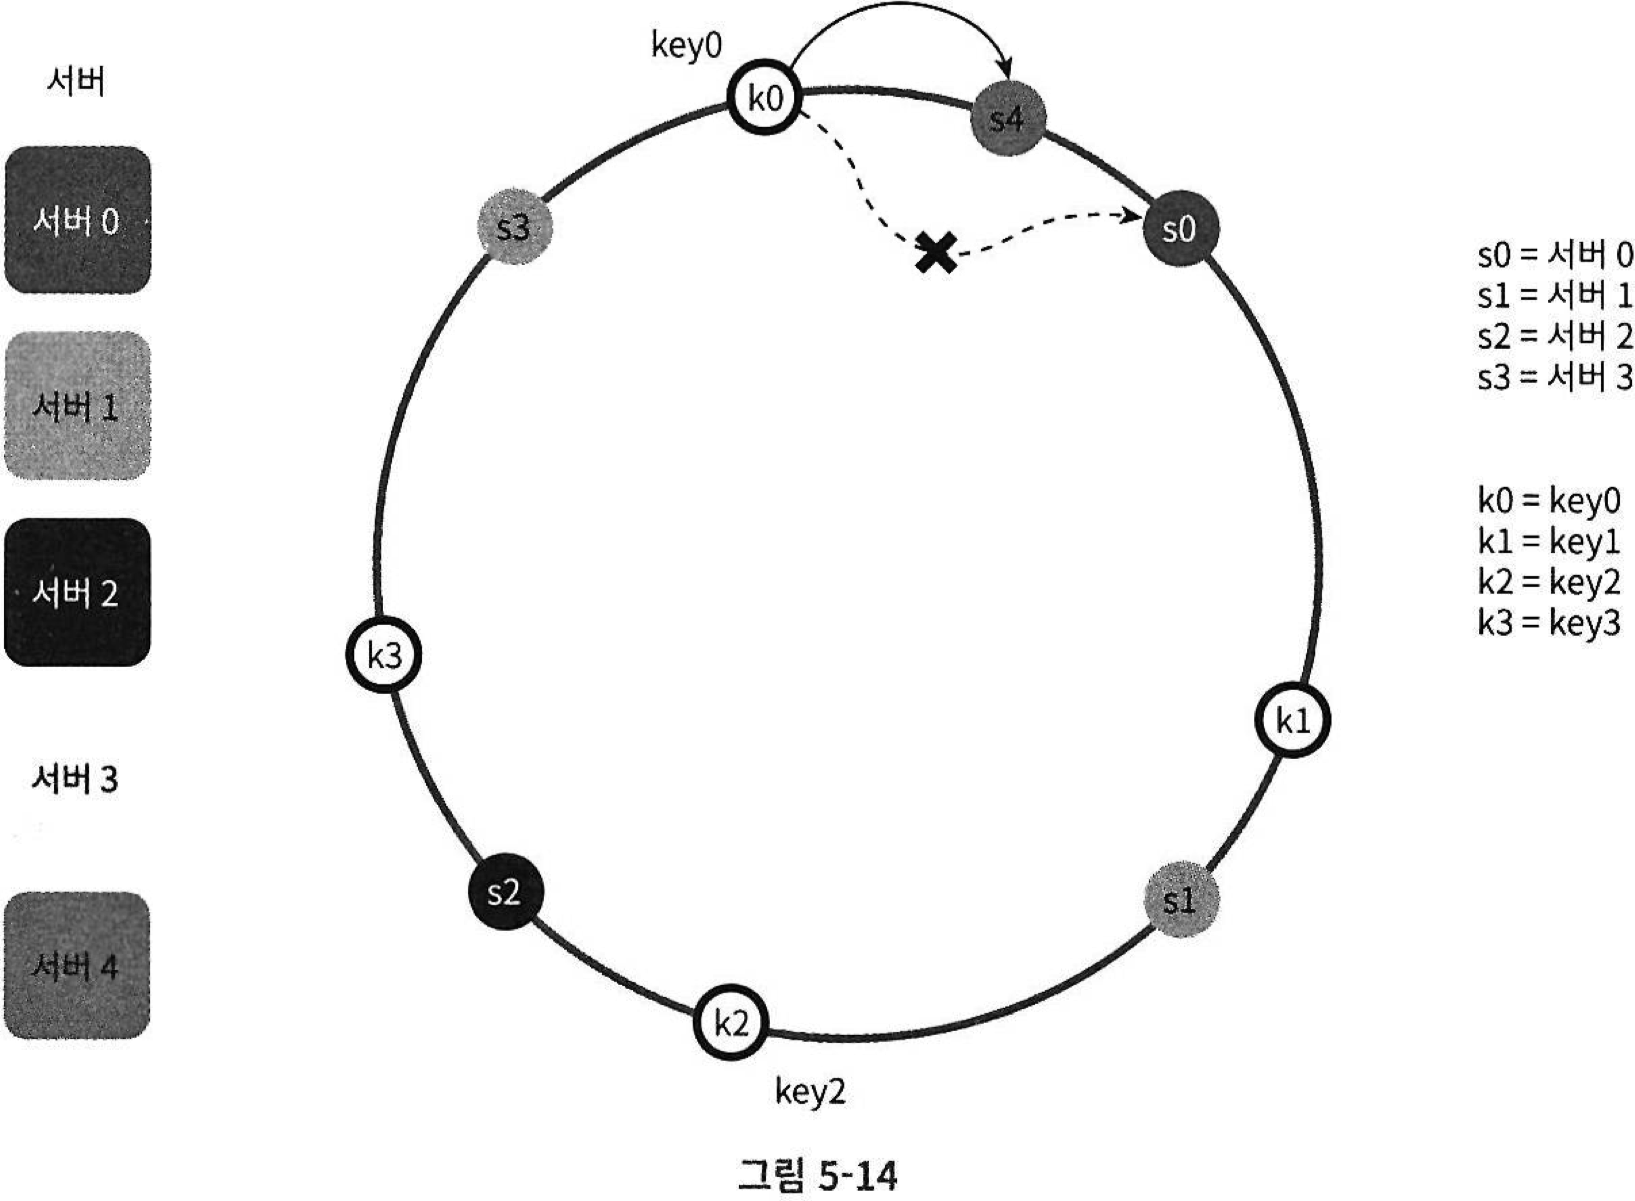 서버
서버 0
서버 1
서버 2
서버 3
서버 4
key0
k0
s4
s0
s3
k3
k1
s2
s1
k2
key2
s0 = 서버 0
s1 = 서버 1
s2 = 서버 2
s3 = 서버 3
k0 = key0
k1 = key1
k2 = key2
k3 = key3
그림 5-14